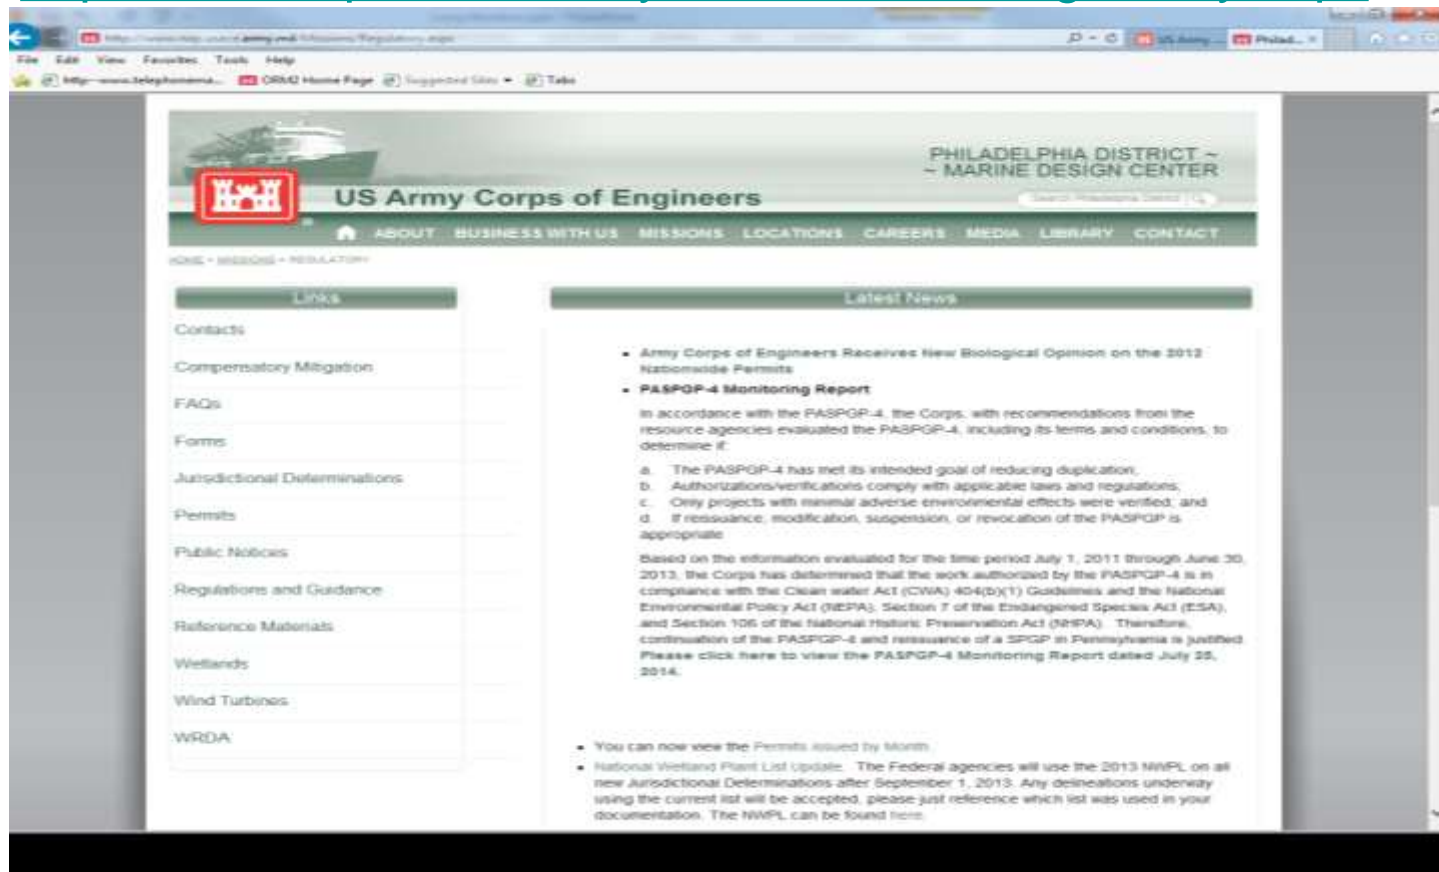 File Edit View Favorites Tools Help
ORM2 Home Page Suggested Sites Tabs
PHILADELPHIA DISTRICT ~
~ MARINE DESIGN CENTER
US Army Corps of Engineers
ABOUT BUSINESS WITH US MISSIONS LOCATIONS CAREERS MEDIA LIBRARY CONTACT
HOME > MISSIONS > REGULATORY
Links
Contacts
Compensatory Mitigation
FAQs
Forms
Jurisdictional Determinations
Permits
Public Notices
Regulations and Guidance
Reference Materials
Wetlands
Wind Turbines
WRDA
Latest News
• Army Corps of Engineers Receives New Biological Opinion on the 2012
Nationwide Permits
• PASPGP-4 Monitoring Report
In accordance with the PASPGP-4, the Corps, with recommendations from the
resource agencies evaluated the PASPGP-4, including its terms and conditions, to
determine if:
a. The PASPGP-4 has met its intended goal of reducing duplication;
b. Authorizations/verifications comply with applicable laws and regulations;
c. Only projects with minimal adverse environmental effects were verified; and
d. If reissuance, modification, suspension, or revocation of the PASPGP is
appropriate
Based on the information evaluated for the time period July 1, 2011 through June 30,
2013, the Corps has determined that the work authorized by the PASPGP-4 is in
compliance with the Clean water Act (CWA) 404(b)(1) Guidelines and the National
Environmental Policy Act (NEPA), Section 7 of the Endangered Species Act (ESA),
and Section 106 of the National Historic Preservation Act (NHPA). Therefore,
continuation of the PASPGP-4 and reissuance of a SPGP in Pennsylvania is justified.
Please click here to view the PASPGP-4 Monitoring Report dated July 25,
2014.
• You can now view the Permits issued by Month.
• National Wetland Plant List Update. The Federal agencies will use the 2013 NWPL on all
new Jurisdictional Determinations after September 1, 2013. Any delineations underway
using the current list will be accepted, please just reference which list was used in your
documentation. The NWPL can be found here.